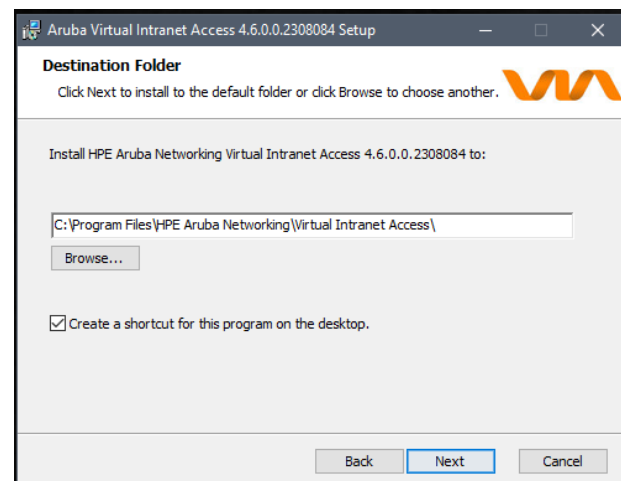 Aruba Virtual Intranet Access 4.6.0.0.2308084 Setup
Destination Folder
Click Next to install to the default folder or click Browse to choose another.
VIA
Install HPE Aruba Networking Virtual Intranet Access 4.6.0.0.2308084 to:
C:\Program Files\HPE Aruba Networking\Virtual Intranet Access\
Browse...
Create a shortcut for this program on the desktop.
Back Next Cancel